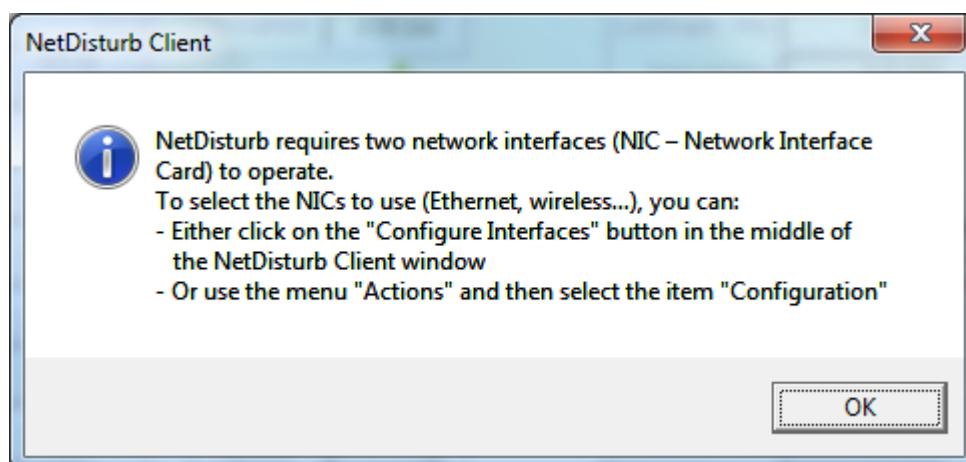 NetDisturb Client
NetDisturb requires two network interfaces (NIC – Network Interface
Card) to operate.
To select the NICs to use (Ethernet, wireless...), you can:
- Either click on the "Configure Interfaces" button in the middle of
the NetDisturb Client window
- Or use the menu "Actions" and then select the item "Configuration"
OK